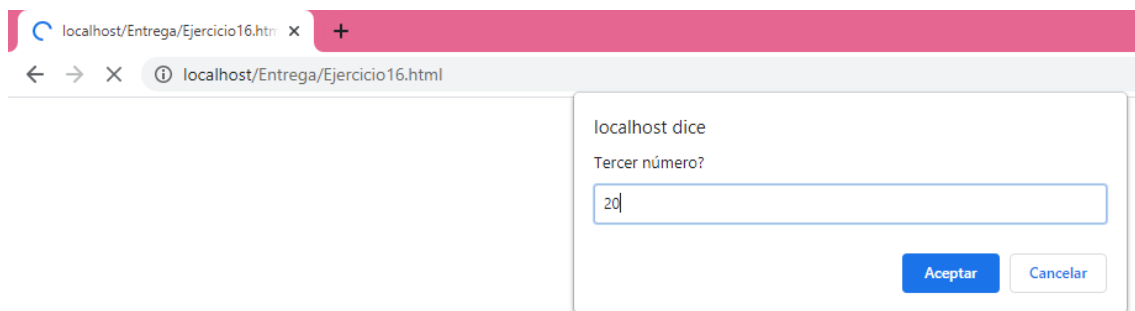 localhost/Entrega/Ejercicio16.htm
localhost/Entrega/Ejercicio16.html
localhost dice
Tercer número?
20
Aceptar
Cancelar